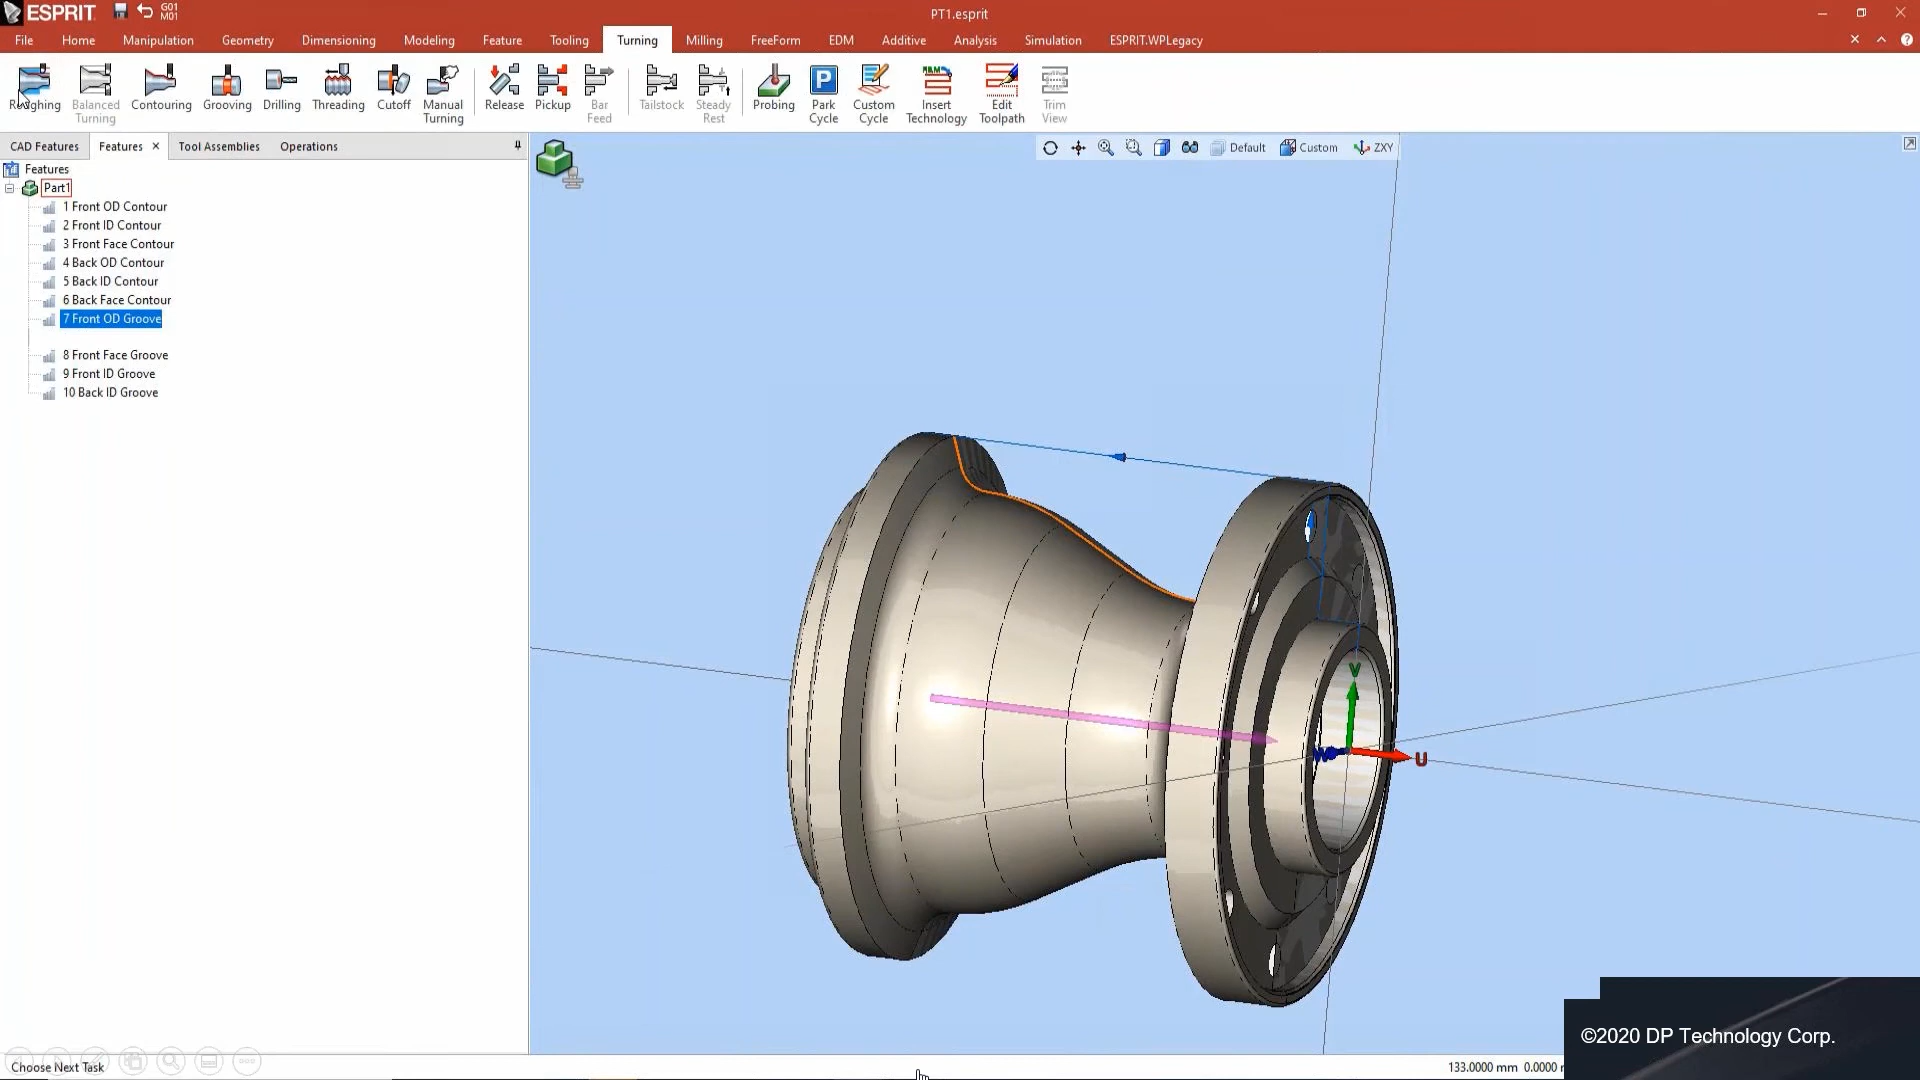 ESPRIT
G01
M01
PT1.esprit
File Home Manipulation Geometry Dimensioning Modeling Feature Tooling Turning Milling FreeForm EDM Additive Analysis Simulation ESPRIT.WPLegacy
Roughing Balanced Turning Contouring Grooving Drilling Threading Cutoff Manual Turning Release Pickup Bar Feed Tailstock Steady Rest Probing Park Cycle Custom Cycle Insert Technology Edit Toolpath Trim View
CAD Features Features Tool Assemblies Operations
Default Custom ZXY
Features
Part1
1 Front OD Contour
2 Front ID Contour
3 Front Face Contour
4 Back OD Contour
5 Back ID Contour
6 Back Face Contour
7 Front OD Groove
8 Front Face Groove
9 Front ID Groove
10 Back ID Groove
V
W
U
©2020 DP Technology Corp.
Choose Next Task
133.0000 mm 0.0000